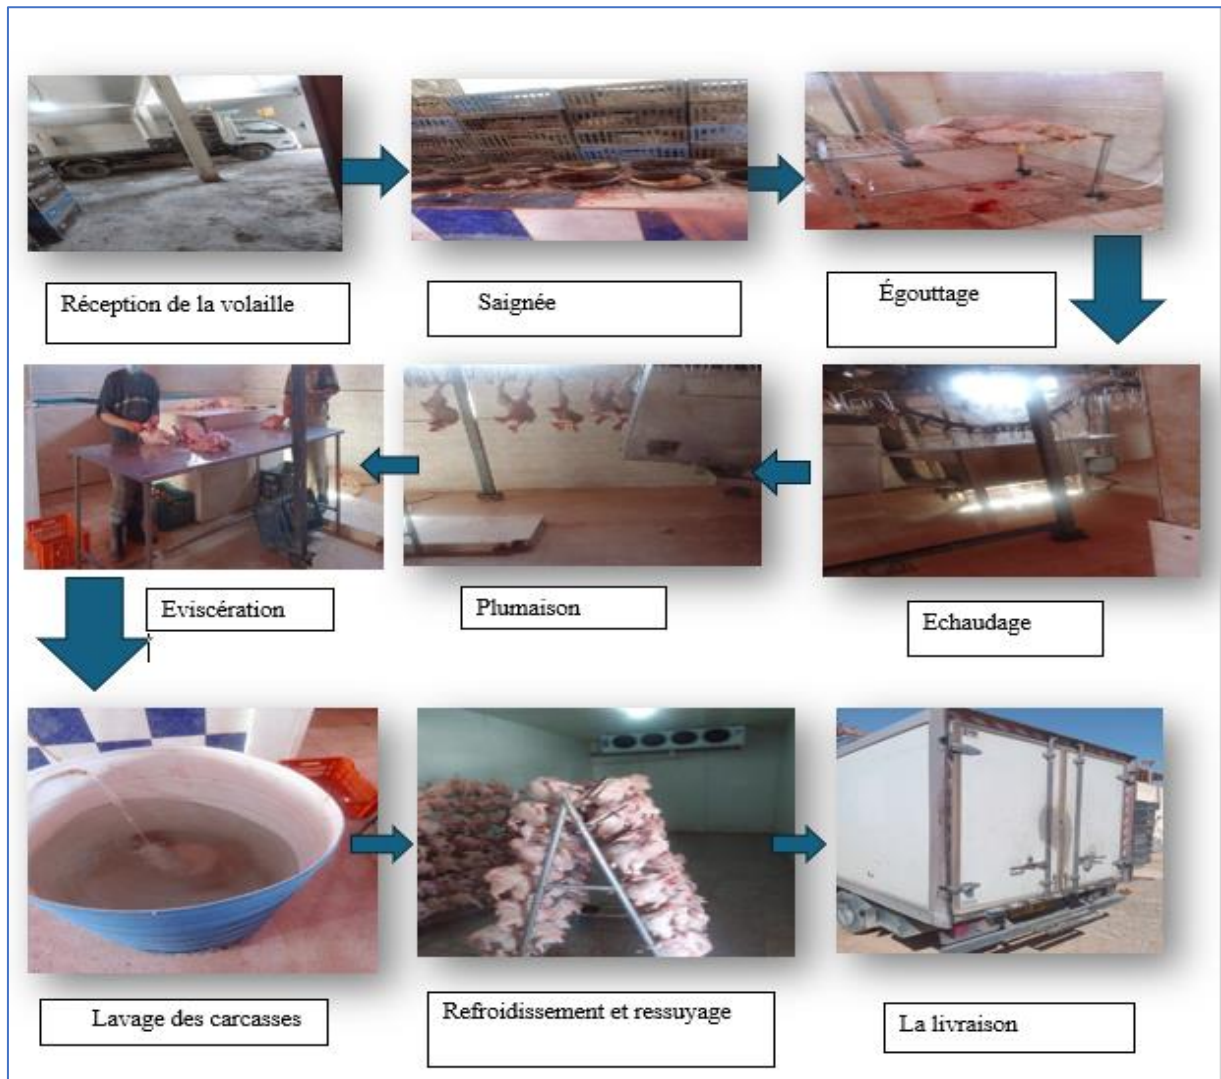 Réception de la volaille
Saignée
Égouttage
Echaudage
Plumaison
Eviscération
Lavage des carcasses
Refroidissement et ressuyage
La livraison